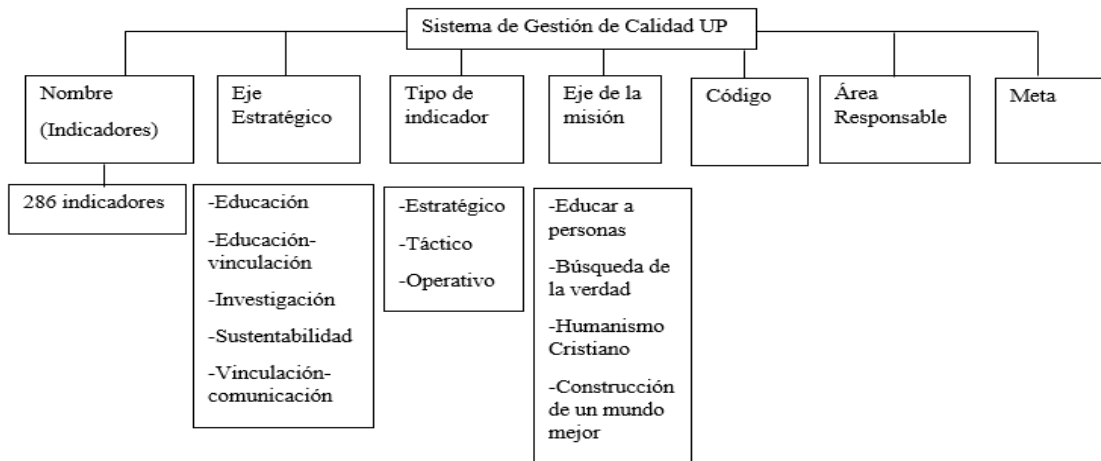 Sistema de Gestión de Calidad UP
Nombre
(Indicadores)
Eje
Estratégico
Tipo de
indicador
Eje de la
misión
Código
Área
Responsable
Meta
286 indicadores
-Educación
-Educación-
vinculación
-Investigación
-Sustentabilidad
-Vinculación-
comunicación
-Estratégico
-Táctico
-Operativo
-Educar a
personas
-Búsqueda de
la verdad
-Humanismo
Cristiano
-Construcción
de un mundo
mejor